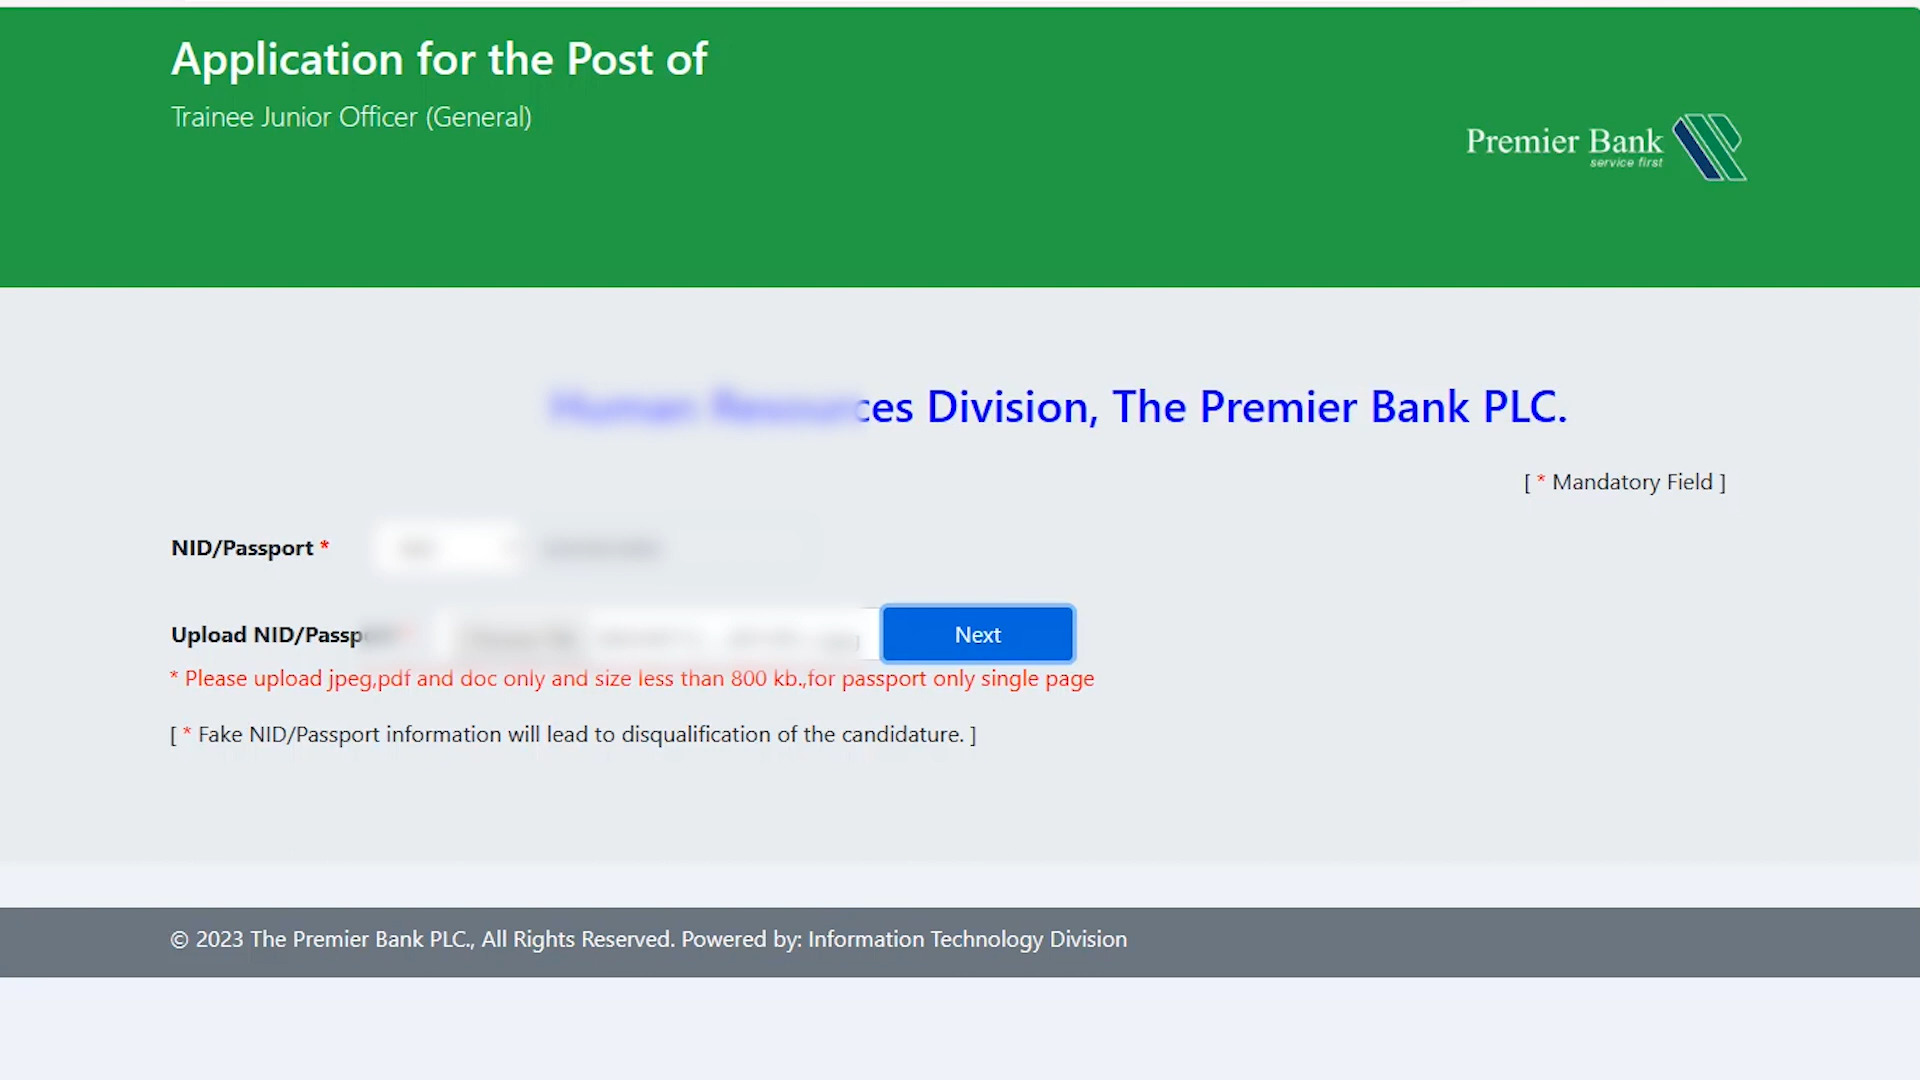 Application for the Post of
Trainee Junior Officer (General)
Premier Bank
service first
Human Resources Division, The Premier Bank PLC.
[ * Mandatory Field ]
NID/Passport *
Upload NID/Passport *
Next
* Please upload jpeg,pdf and doc only and size less than 800 kb.,for passport only single page
[ * Fake NID/Passport information will lead to disqualification of the candidature. ]
© 2023 The Premier Bank PLC., All Rights Reserved. Powered by: Information Technology Division